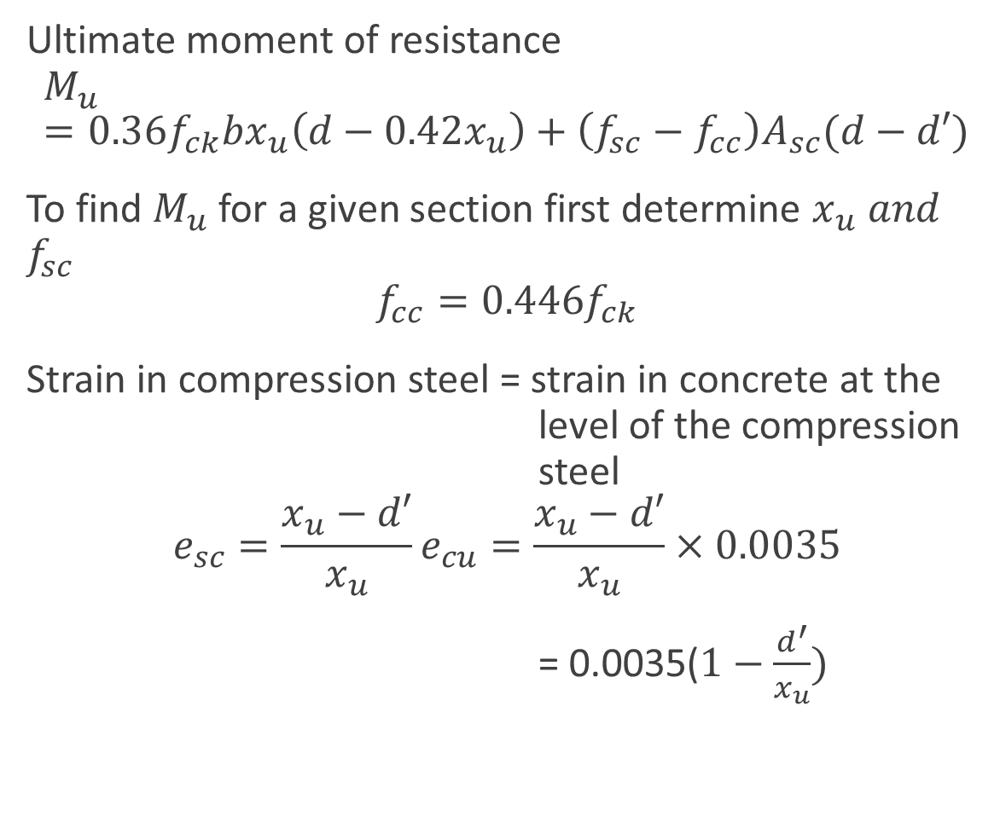 Ultimate moment of resistance
M_u
= 0.36f_{ck}bx_u(d − 0.42x_u) + (f_{sc} − f_{cc})A_{sc}(d − d′)
To find M_u for a given section first determine x_u and
f_{sc}
f_{cc} = 0.446f_{ck}
Strain in compression steel = strain in concrete at the
level of the compression
steel
e_{sc} = \frac{x_u − d′}{x_u} e_{cu} = \frac{x_u − d′}{x_u} × 0.0035
= 0.0035(1 − \frac{d′}{x_u})